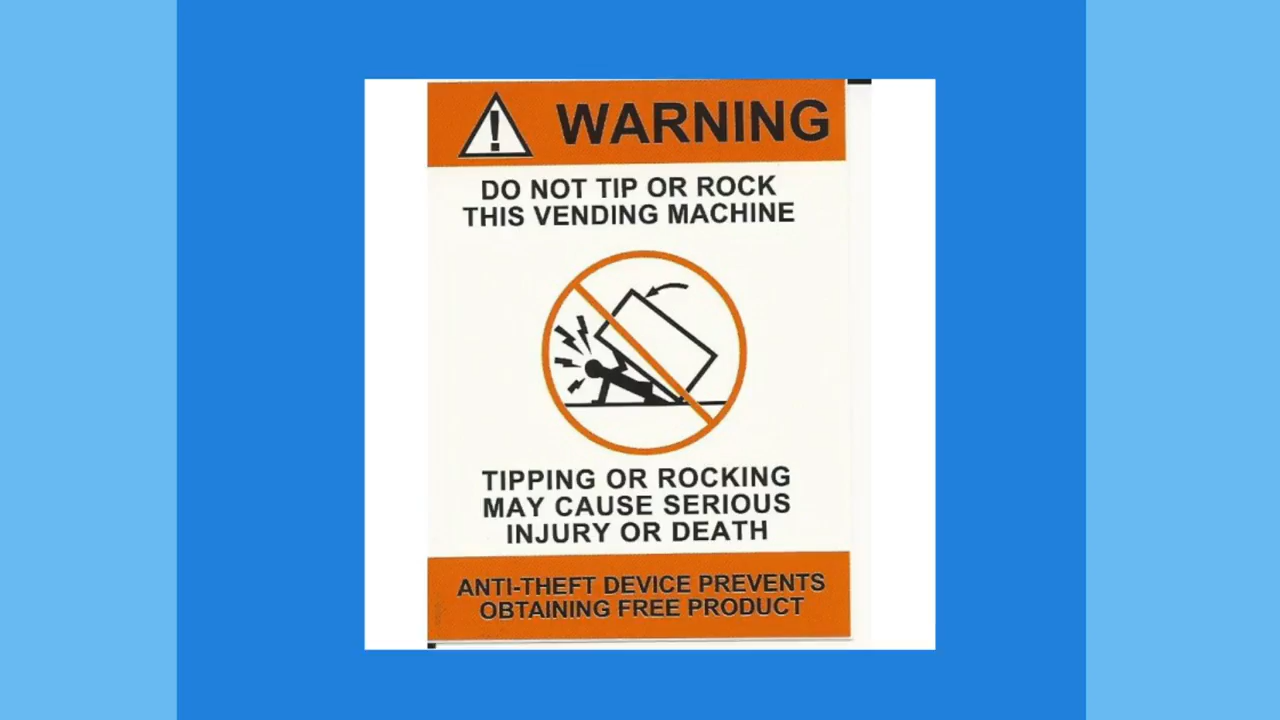 WARNING
DO NOT TIP OR ROCK
THIS VENDING MACHINE
TIPPING OR ROCKING
MAY CAUSE SERIOUS
INJURY OR DEATH
ANTI-THEFT DEVICE PREVENTS
OBTAINING FREE PRODUCT